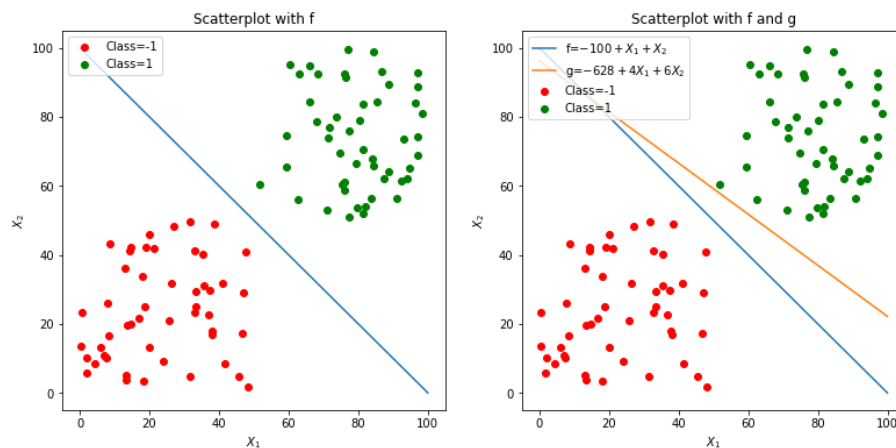 Scatterplot with f
Class=-1
Class=1
100
80
60
40
20
0
X₂
0 20 40 60 80 100
X₁
Scatterplot with f and g
f=−100 + X₁ + X₂
g=−628 + 4X₁ + 6X₂
Class=-1
Class=1
100
80
60
40
20
0
X₂
0 20 40 60 80 100
X₁